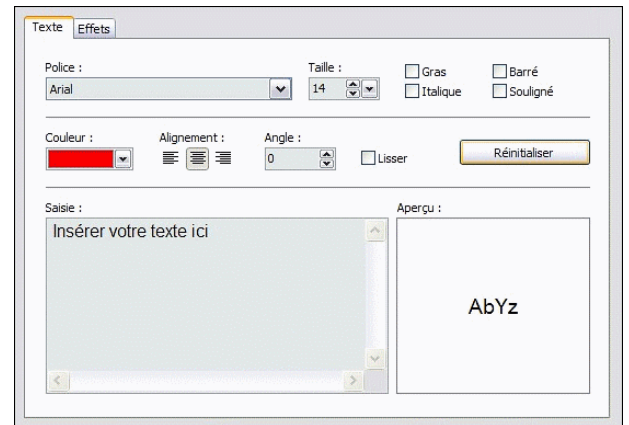 Texte Effets
Police : Taille : Gras Barré
Arial 14 Italique Souligné
Couleur : Alignement : Angle :
0 Lisser Réinitialiser
Saisie : Aperçu :
Insérer votre texte ici
AbYz